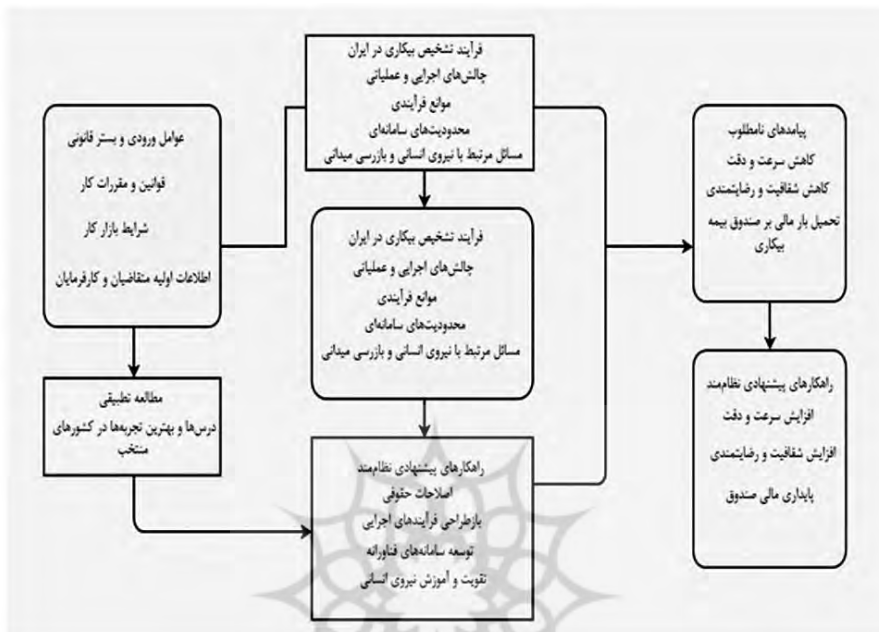 فرآیند تشخیص بیکاری در ایران
چالش‌های اجرایی و عملیاتی
موانع فرآیندی
محدودیت‌های سامانه‌ای
مسائل مرتبط با نیروی انسانی و بازرسی میدانی
عوامل ورودی و بستر قانونی
قوانین و مقررات کار
شرایط بازار کار
اطلاعات اولیه متقاضیان و کارفرمایان
پیامدهای نامطلوب
کاهش سرعت و دقت
کاهش شفافیت و رضایتمندی
تحمیل بار مالی بر صندوق بیمه
بیکاری
فرآیند تشخیص بیکاری در ایران
چالش‌های اجرایی و عملیاتی
موانع فرآیندی
محدودیت‌های سامانه‌ای
مسائل مرتبط با نیروی انسانی و بازرسی میدانی
مطالعه تطبیقی
درس‌ها و بهترین تجربه‌ها در کشورهای
منتخب
راهکارهای پیشنهادی نظام‌مند
افزایش سرعت و دقت
افزایش شفافیت و رضایتمندی
پایداری مالی صندوق
راهکارهای پیشنهادی نظام‌مند
اصلاحات حقوقی
بازطراحی فرآیندهای اجرایی
توسعه سامانه‌های فناورانه
تقویت و آموزش نیروی انسانی